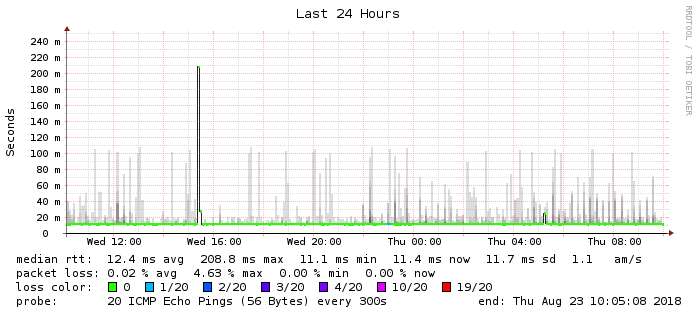 Last 24 Hours
RRDTOOL / TOBI OETIKER
Seconds
240 m
220 m
200 m
180 m
160 m
140 m
120 m
100 m
80 m
60 m
40 m
20 m
0
Wed 12:00 Wed 16:00 Wed 20:00 Thu 00:00 Thu 04:00 Thu 08:00
median rtt: 12.4 ms avg 208.8 ms max 11.1 ms min 11.4 ms now 11.7 ms sd 1.1 am/s
packet loss: 0.02 % avg 4.63 % max 0.00 % min 0.00 % now
loss color: 0 1/20 2/20 3/20 4/20 10/20 19/20
probe: 20 ICMP Echo Pings (56 Bytes) every 300s end: Thu Aug 23 10:05:08 2018